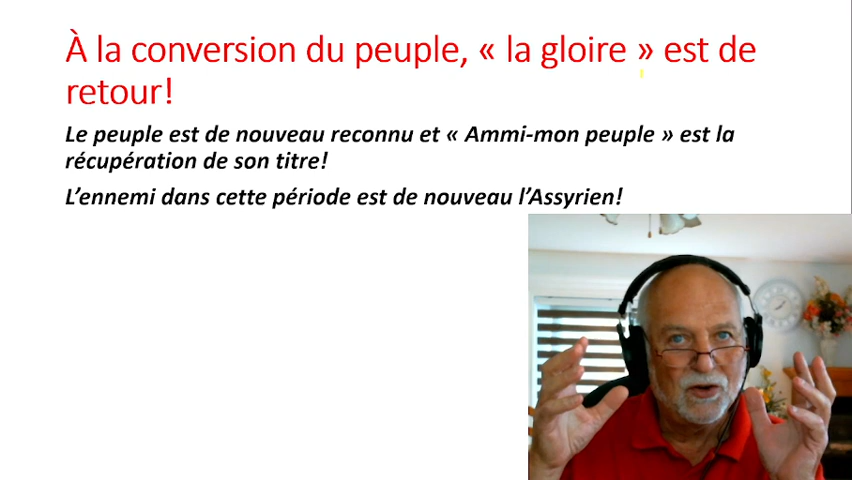 À la conversion du peuple, « la gloire » est de
retour!
Le peuple est de nouveau reconnu et « Ammi-mon peuple » est la
récupération de son titre!
L’ennemi dans cette période est de nouveau l’Assyrien!